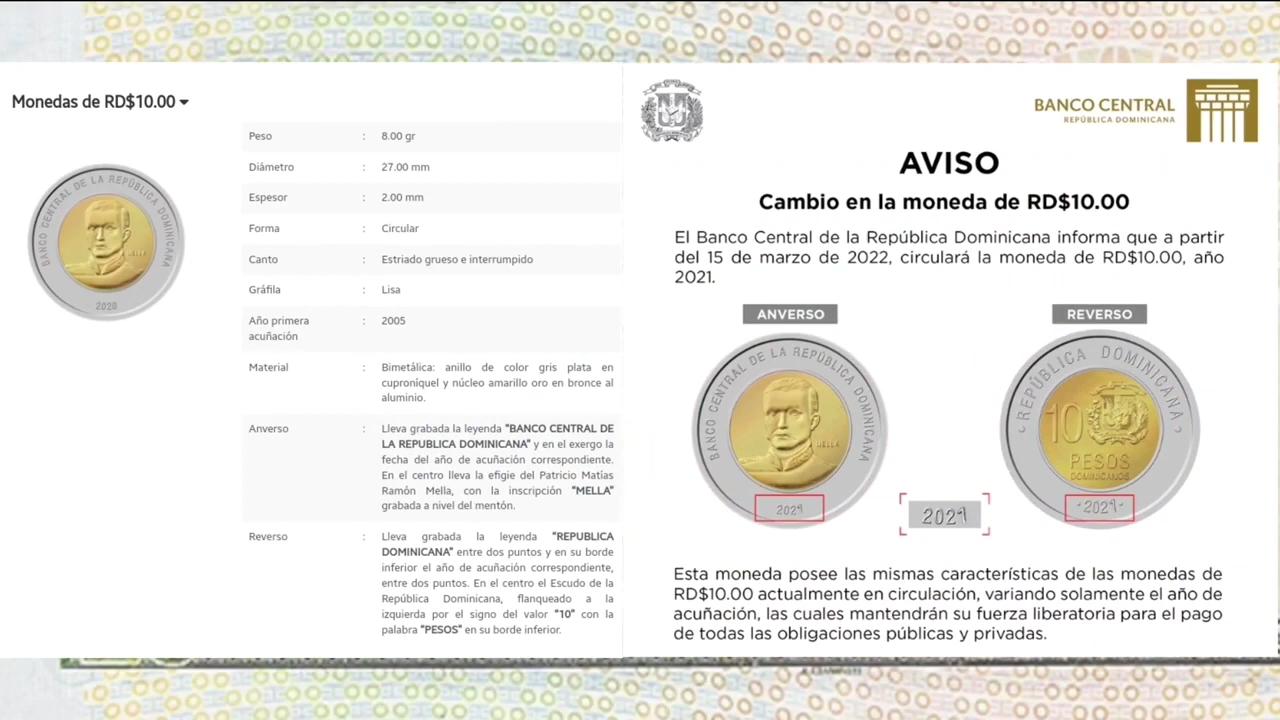 Monedas de RD$10.00
BANCO CENTRAL DE LA REPÚBLICA DOMINICANA
MELLA
2020
Peso : 8.00 gr
Diámetro : 27.00 mm
Espesor : 2.00 mm
Forma : Circular
Canto : Estriado grueso e interrumpido
Gráfila : Lisa
Año primera : 2005
acuñación
Material : Bimetálica: anillo de color gris plata en
cuproníquel y núcleo amarillo oro en bronce al
aluminio.
Anverso : Lleva grabada la leyenda "BANCO CENTRAL DE
LA REPUBLICA DOMINICANA" y en el exergo la
fecha del año de acuñación correspondiente.
En el centro lleva la efigie del Patricio Matías
Ramón Mella, con la inscripción "MELLA"
grabada a nivel del mentón.
Reverso : Lleva grabada la leyenda "REPUBLICA
DOMINICANA" entre dos puntos y en su borde
inferior el año de acuñación correspondiente,
entre dos puntos. En el centro el Escudo de la
República Dominicana, flanqueado a la
izquierda por el signo del valor "10" con la
palabra "PESOS" en su borde inferior.
BANCO CENTRAL
REPÚBLICA DOMINICANA
AVISO
Cambio en la moneda de RD$10.00
El Banco Central de la República Dominicana informa que a partir
del 15 de marzo de 2022, circulará la moneda de RD$10.00, año
2021.
ANVERSO
BANCO CENTRAL DE LA REPÚBLICA DOMINICANA
MELLA
2021
2021
REVERSO
REPÚBLICA DOMINICANA
10
PESOS
DOMINICANOS
·2021·
Esta moneda posee las mismas características de las monedas de
RD$10.00 actualmente en circulación, variando solamente el año de
acuñación, las cuales mantendrán su fuerza liberatoria para el pago
de todas las obligaciones públicas y privadas.